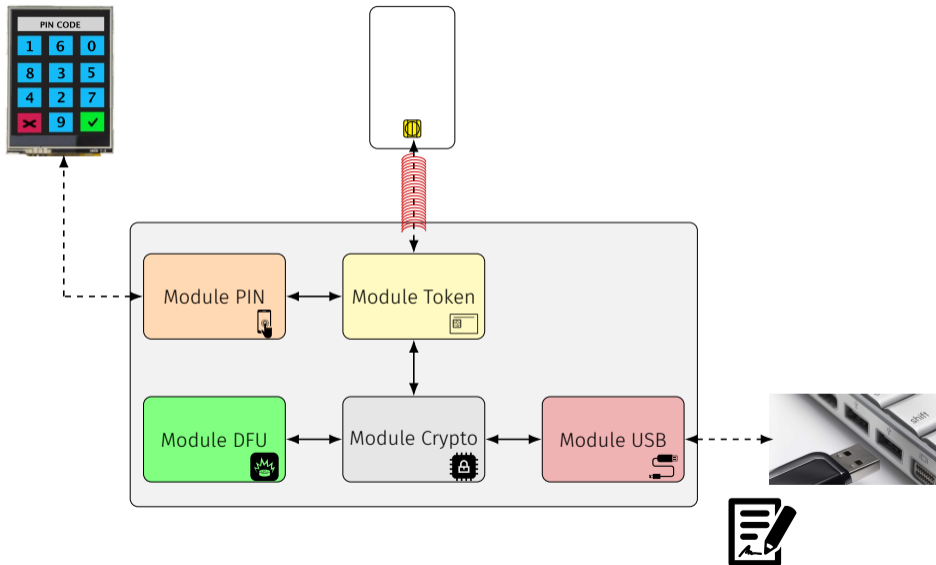 PIN CODE
1 6 0
8 3 5
4 2 7
9
Module PIN
Module Token
Module DFU
Module Crypto
Module USB
shift